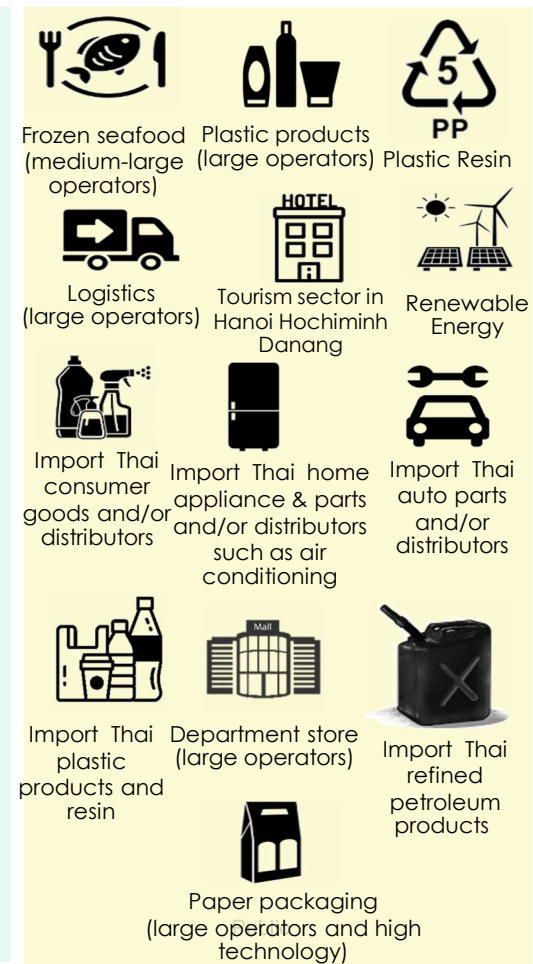 5
PP
Frozen seafood
(medium-large
operators)
Plastic products
(large operators)
Plastic Resin
HOTEL
Logistics
(large operators)
Tourism sector in
Hanoi Hochiminh
Danang
Renewable
Energy
Import Thai
consumer
goods and/or
distributors
Import Thai home
appliance & parts
and/or distributors
such as air
conditioning
Import Thai
auto parts
and/or
distributors
Mall
Import Thai
plastic
products and
resin
Department store
(large operators)
Import Thai
refined
petroleum
products
Paper packaging
(large operators and high
technology)